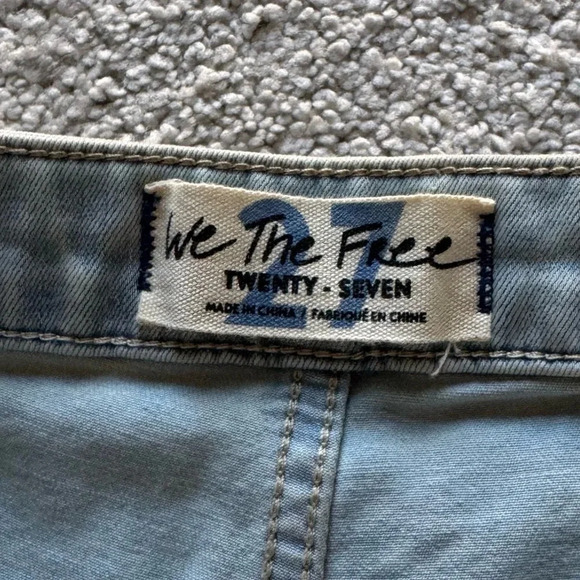 27
We The Free
TWENTY - SEVEN
MADE IN CHINA / FABRIQUÉ EN CHINE